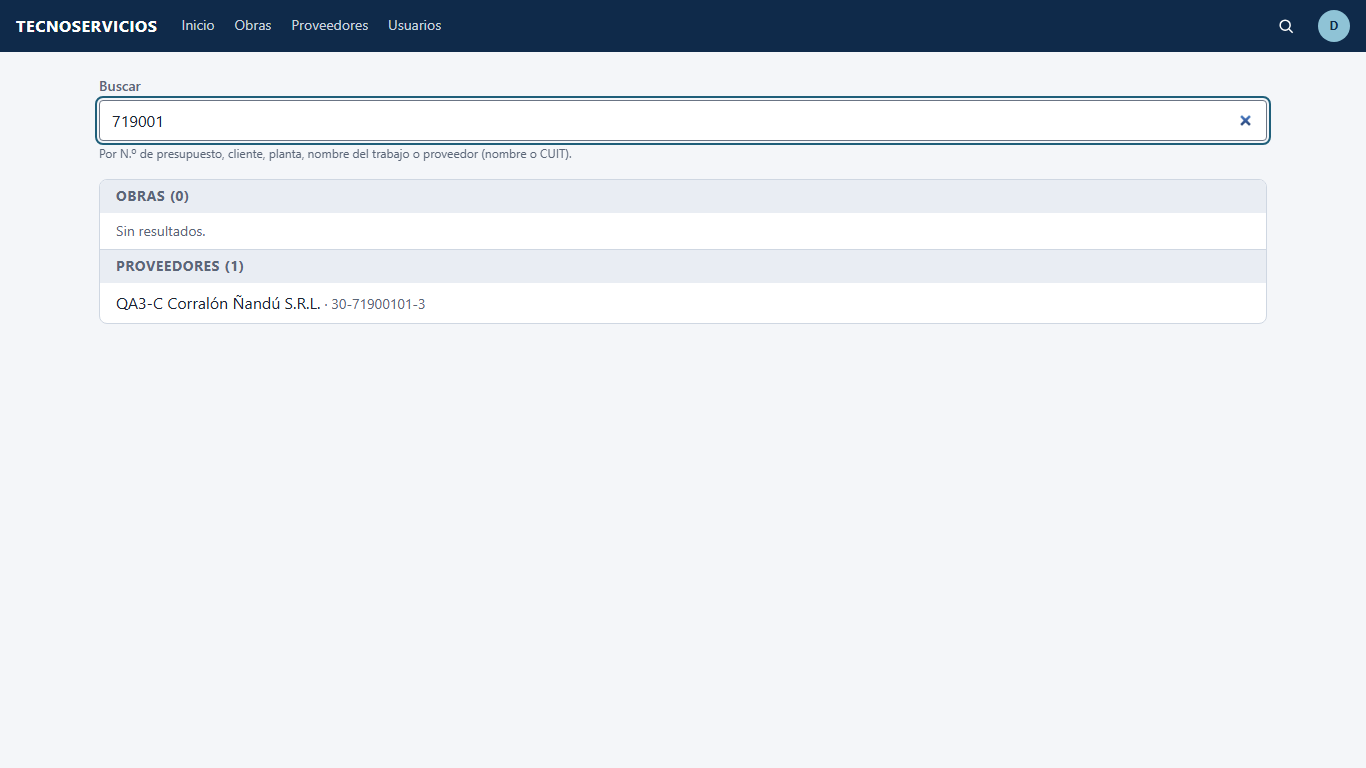 TECNOSERVICIOS Inicio Obras Proveedores Usuarios D
Buscar
719001
Por N.º de presupuesto, cliente, planta, nombre del trabajo o proveedor (nombre o CUIT).
OBRAS (0)
Sin resultados.
PROVEEDORES (1)
QA3-C Corralón Ñandú S.R.L. · 30-71900101-3